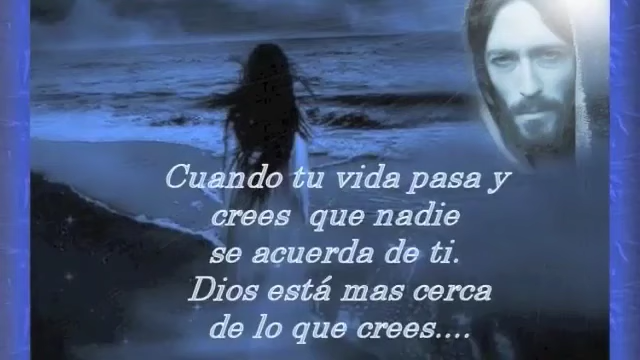 Cuando tu vida pasa y
crees que nadie
se acuerda de ti.
Dios está mas cerca
de lo que crees....